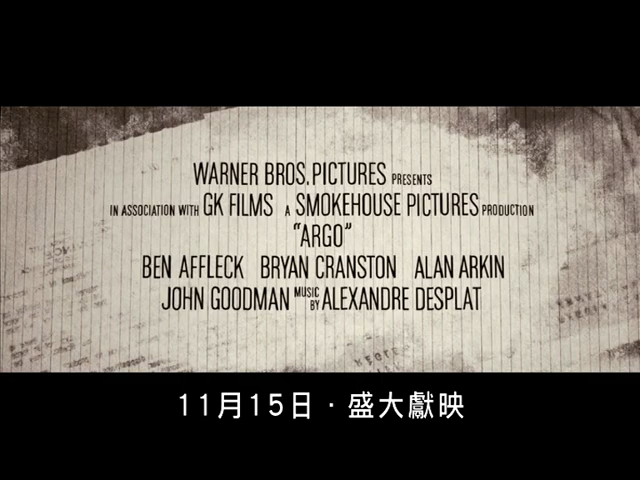 WARNER BROS. PICTURES PRESENTS
IN ASSOCIATION WITH GK FILMS A SMOKEHOUSE PICTURES PRODUCTION
"ARGO"
BEN AFFLECK BRYAN CRANSTON ALAN ARKIN
JOHN GOODMAN MUSIC BY ALEXANDRE DESPLAT
11月15日‧盛大獻映